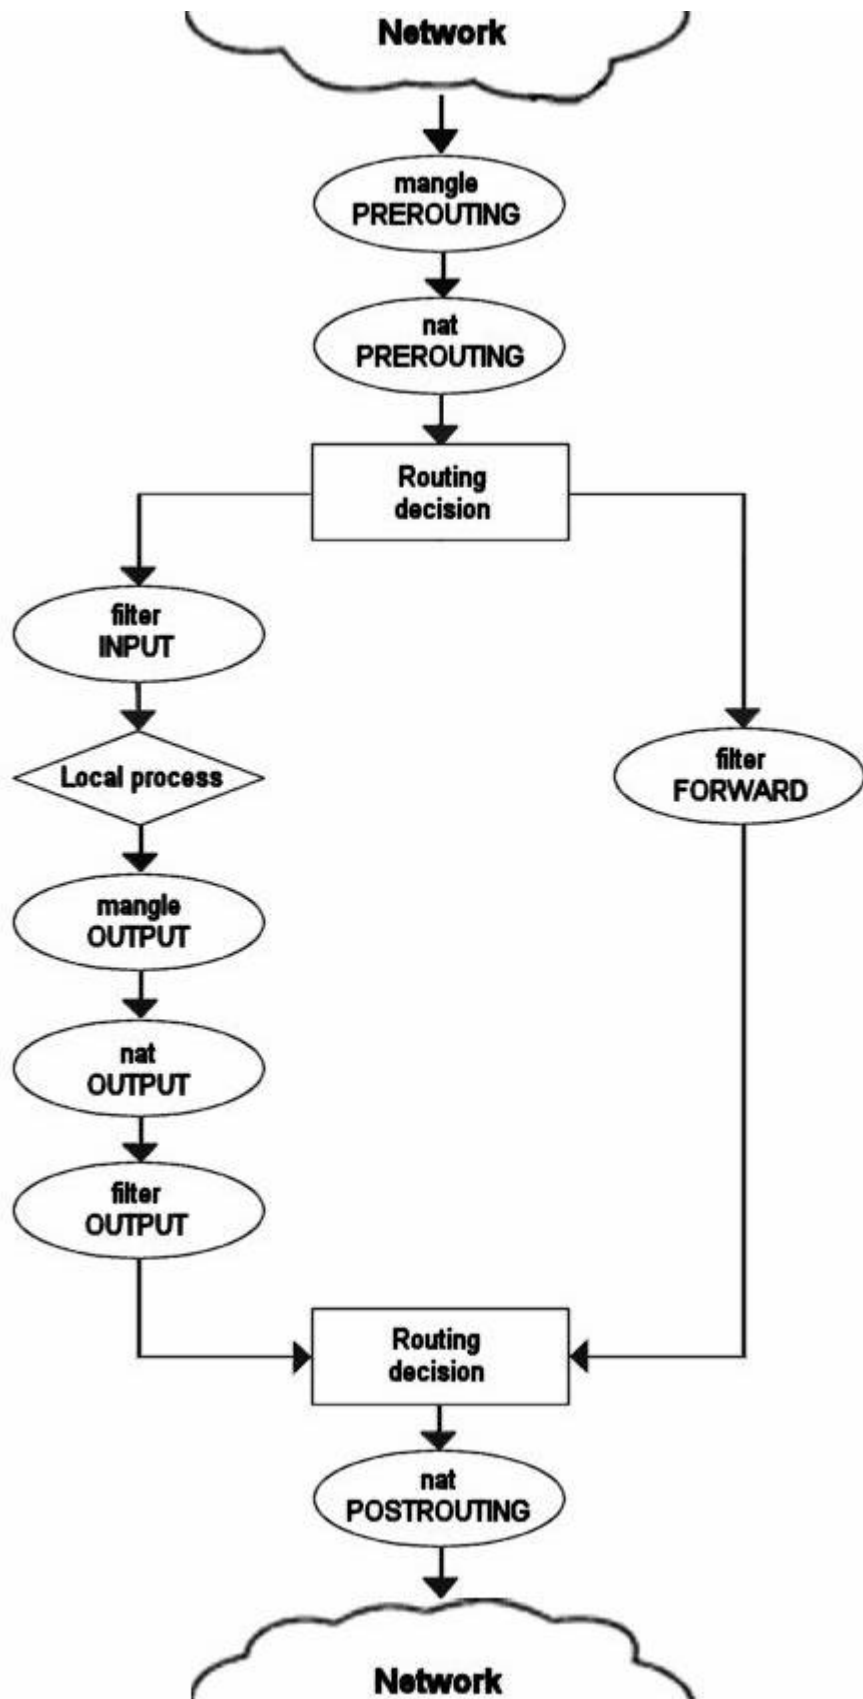 Network
mangle
PREROUTING
nat
PREROUTING
Routing
decision
filter
INPUT
Local process
filter
FORWARD
mangle
OUTPUT
nat
OUTPUT
filter
OUTPUT
Routing
decision
nat
POSTROUTING
Network